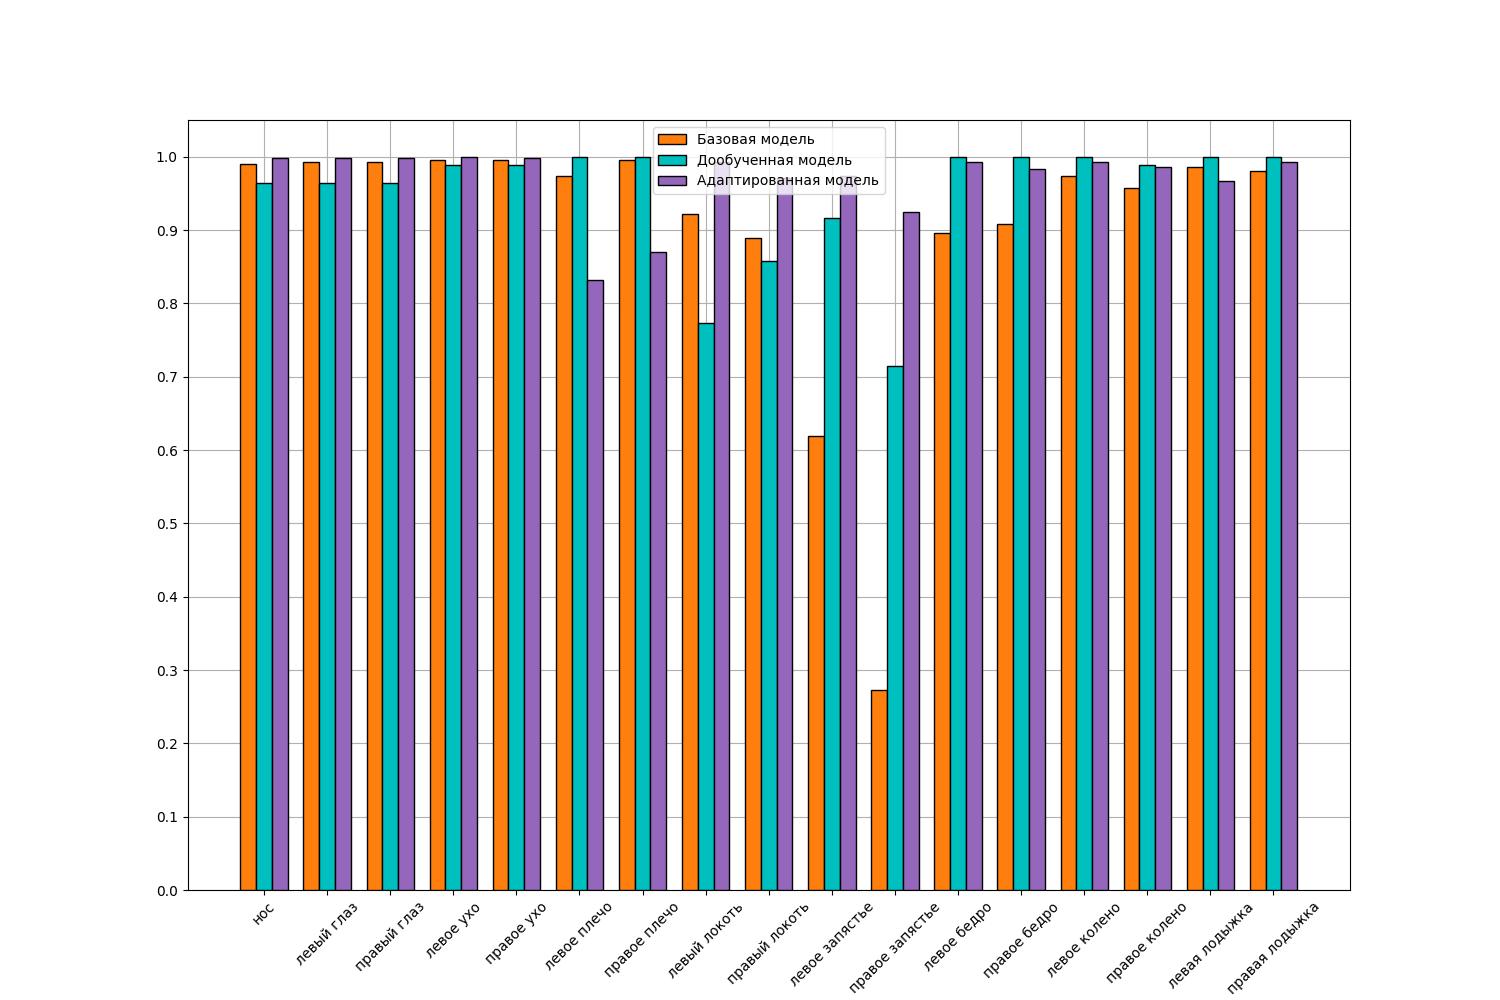 Базовая модель
Дообученная модель
Адаптированная модель
1.0
0.9
0.8
0.7
0.6
0.5
0.4
0.3
0.2
0.1
0.0
нос
левый глаз
правый глаз
левое ухо
правое ухо
левое плечо
правое плечо
левый локоть
правый локоть
левое запястье
правое запястье
левое бедро
правое бедро
левое колено
правое колено
левая лодыжка
правая лодыжка